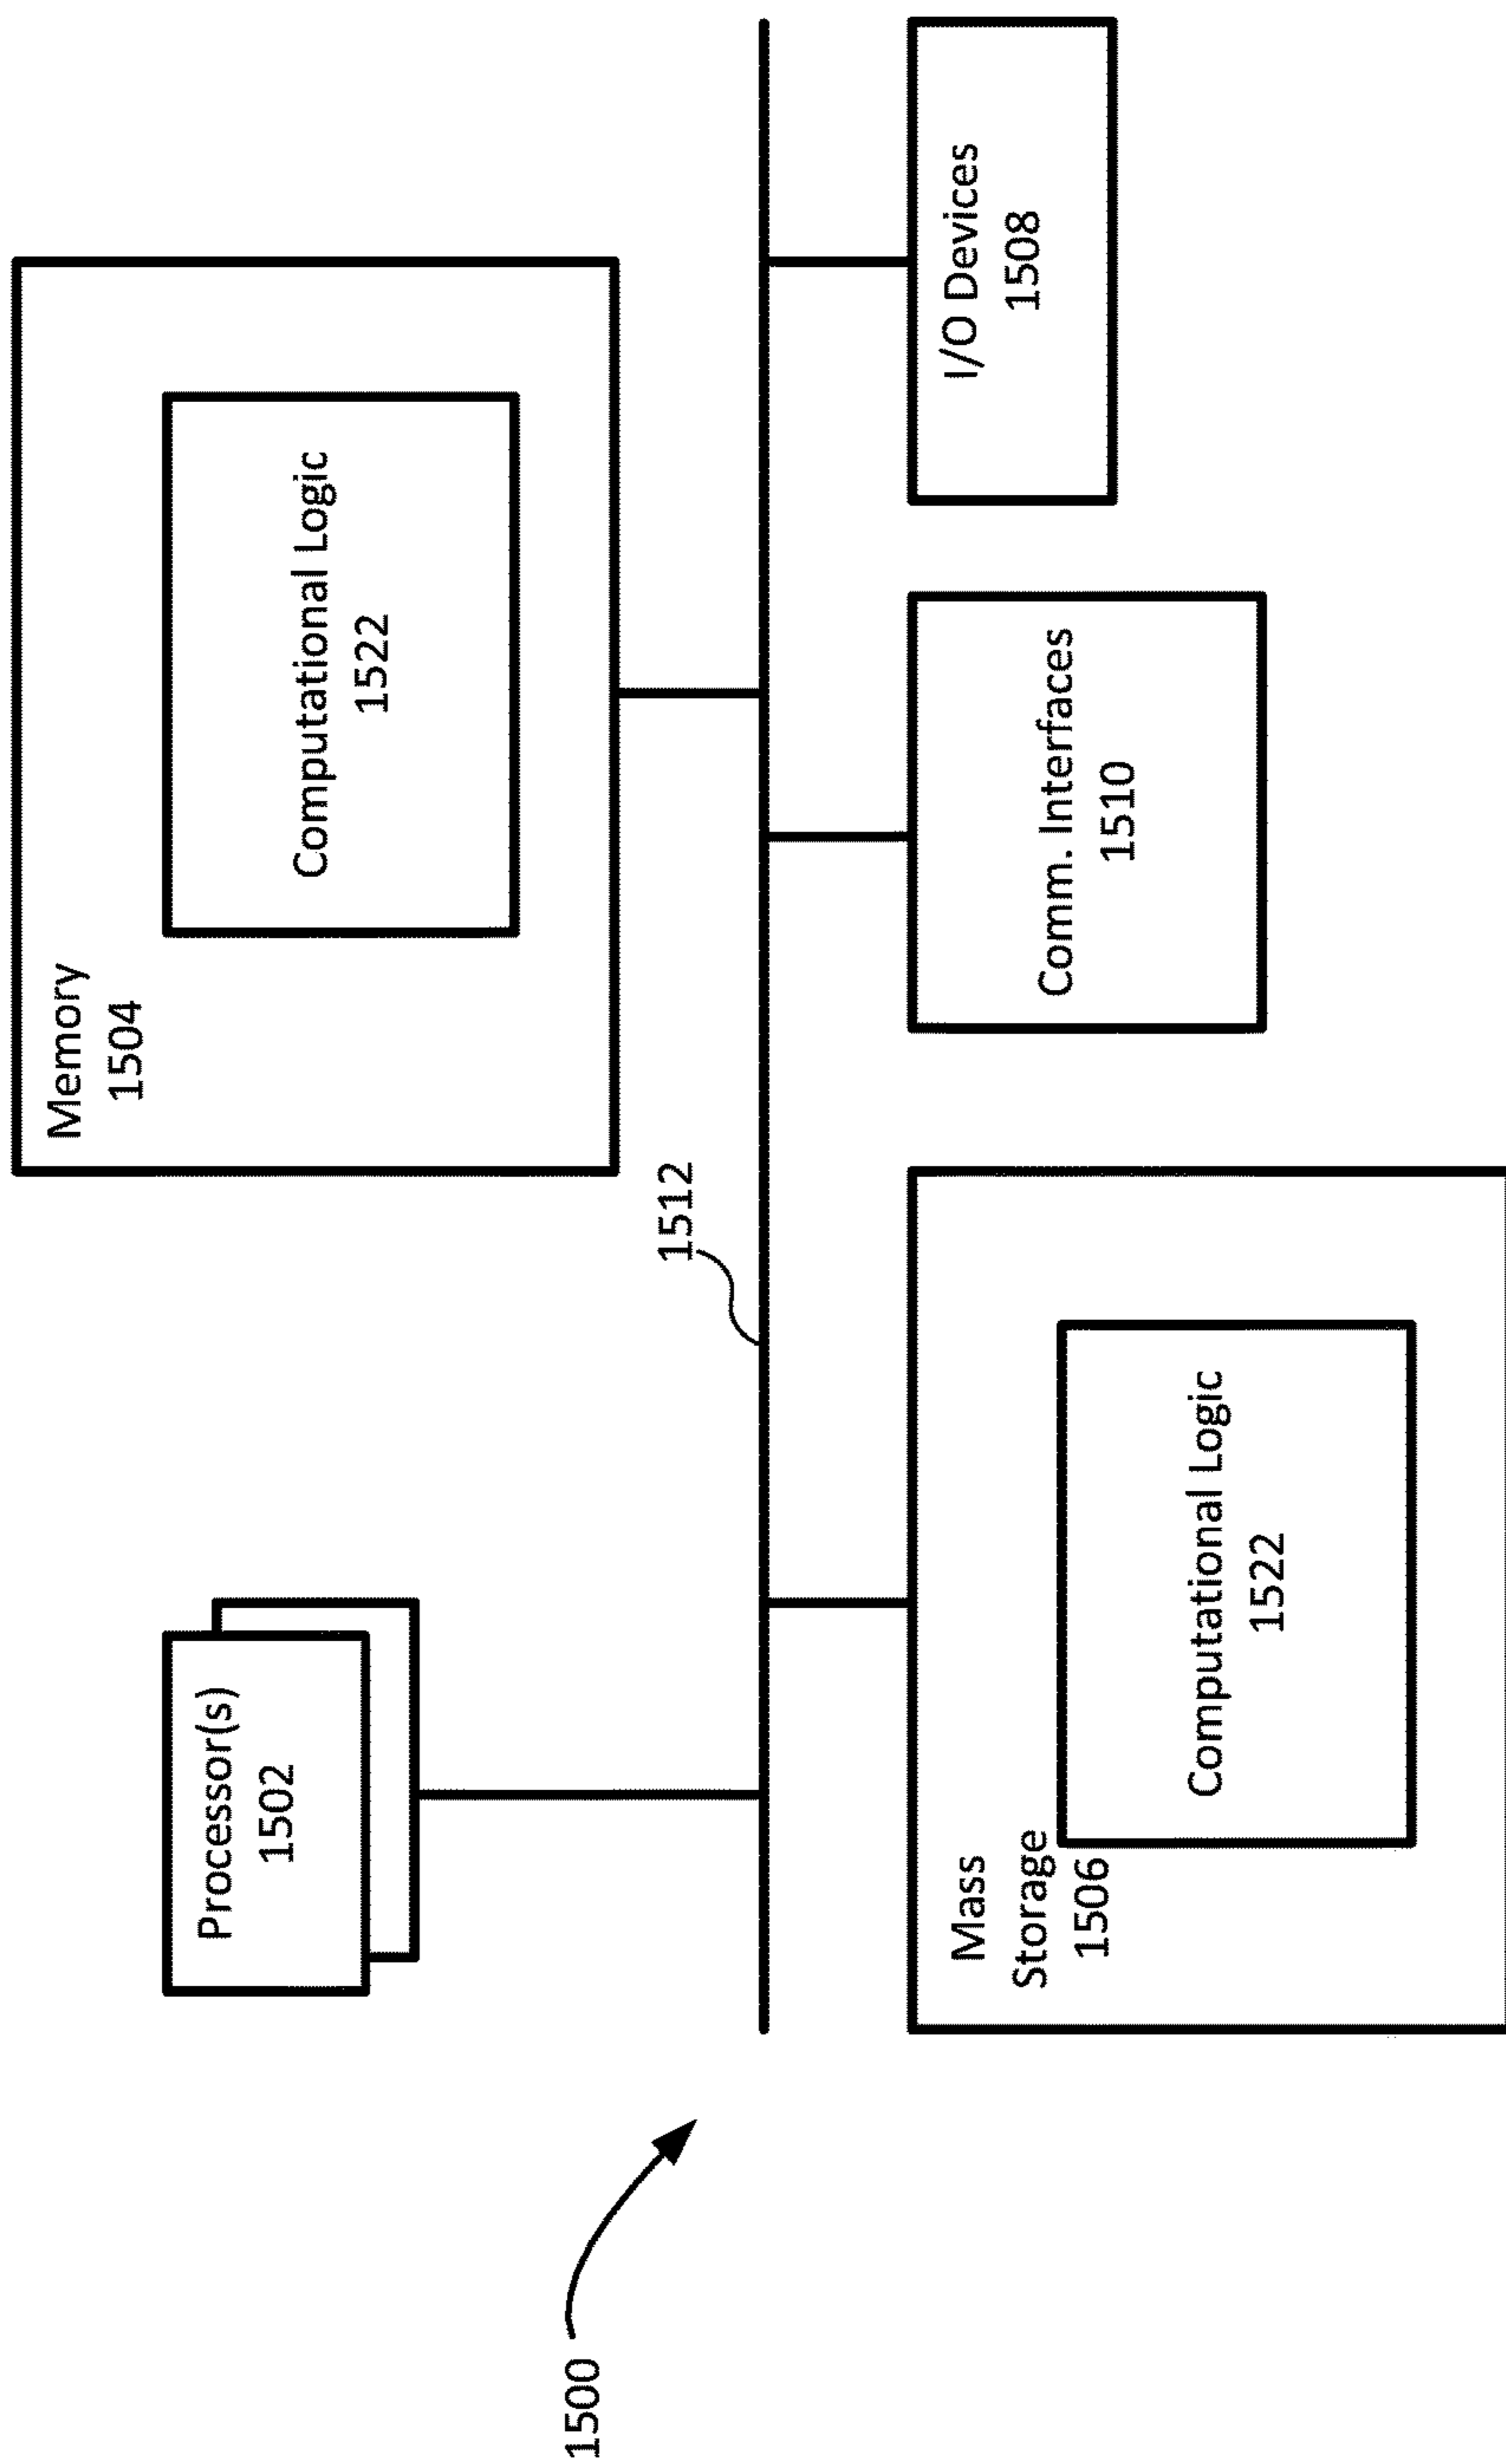 Processor(s)
1502
Memory
1504
Computational Logic
1522
1512
Mass
Storage
1506
Computational Logic
1522
Comm. Interfaces
1510
I/O Devices
1508
1500